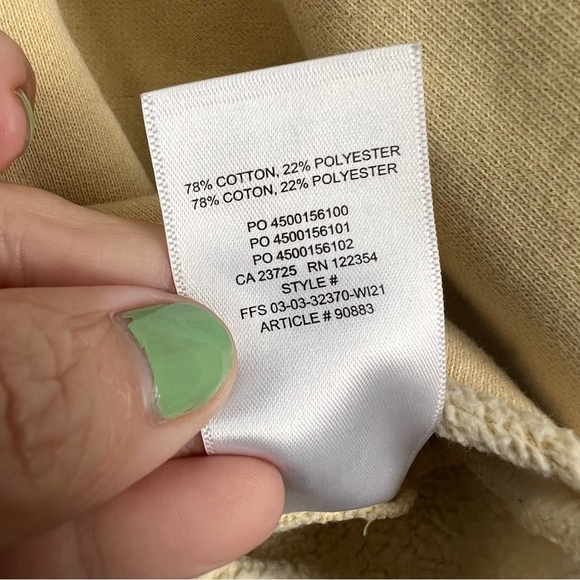 78% COTTON, 22% POLYESTER
78% COTON, 22% POLYESTER
PO 4500156100
PO 4500156101
PO 4500156102
CA 23725 RN 122354
STYLE #
FFS 03-03-32370-WI21
ARTICLE # 90883